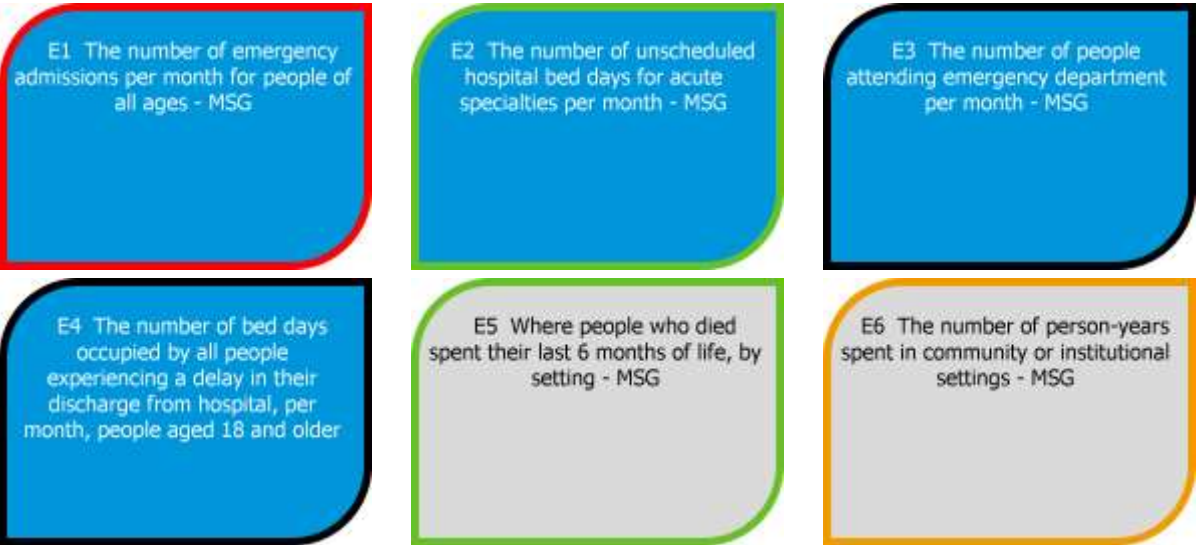 E1 The number of emergency
admissions per month for people of
all ages - MSG
E2 The number of unscheduled
hospital bed days for acute
specialties per month - MSG
E3 The number of people
attending emergency department
per month - MSG
E4 The number of bed days
occupied by all people
experiencing a delay in their
discharge from hospital, per
month, people aged 18 and older
E5 Where people who died
spent their last 6 months of life, by
setting - MSG
E6 The number of person-years
spent in community or institutional
settings - MSG